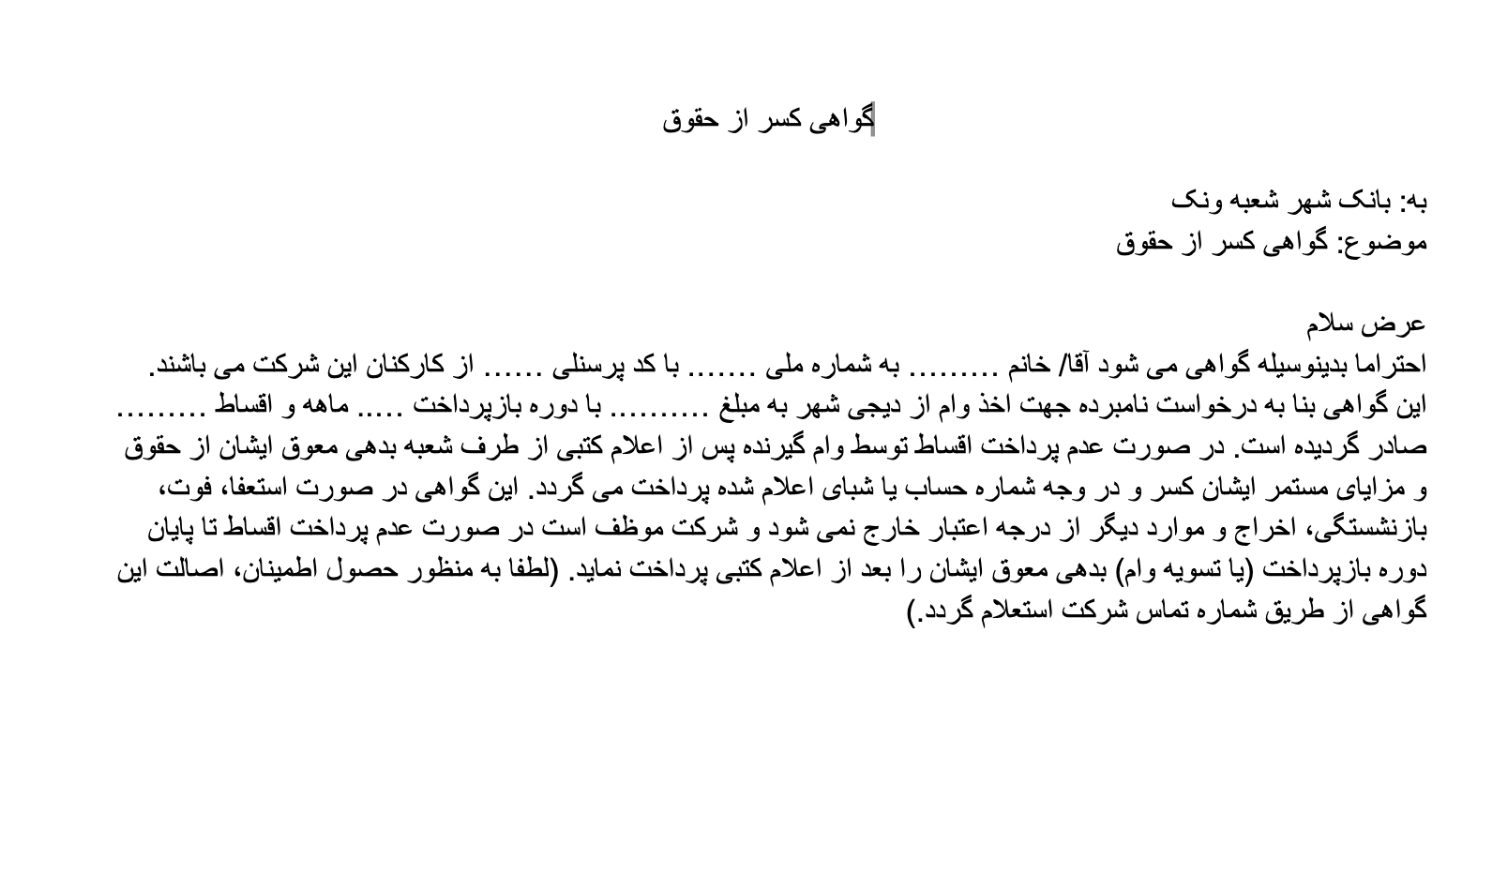 گواهی کسر از حقوق
به: بانک شهر شعبه ونک
موضوع: گواهی کسر از حقوق
عرض سلام
احتراما بدینوسیله گواهی می شود آقا/ خانم ......... به شماره ملی ....... با کد پرسنلی ...... از کارکنان این شرکت می باشند.
این گواهی بنا به درخواست نامبرده جهت اخذ وام از دیجی شهر به مبلغ .......... با دوره بازپرداخت ..... ماهه و اقساط .........
صادر گردیده است. در صورت عدم پرداخت اقساط توسط وام گیرنده پس از اعلام کتبی از طرف شعبه بدهی معوق ایشان از حقوق
و مزایای مستمر ایشان کسر و در وجه شماره حساب یا شبای اعلام شده پرداخت می گردد. این گواهی در صورت استعفا، فوت،
بازنشستگی، اخراج و موارد دیگر از درجه اعتبار خارج نمی شود و شرکت موظف است در صورت عدم پرداخت اقساط تا پایان
دوره بازپرداخت (یا تسویه وام) بدهی معوق ایشان را بعد از اعلام کتبی پرداخت نماید. (لطفا به منظور حصول اطمینان، اصالت این
گواهی از طریق شماره تماس شرکت استعلام گردد.)